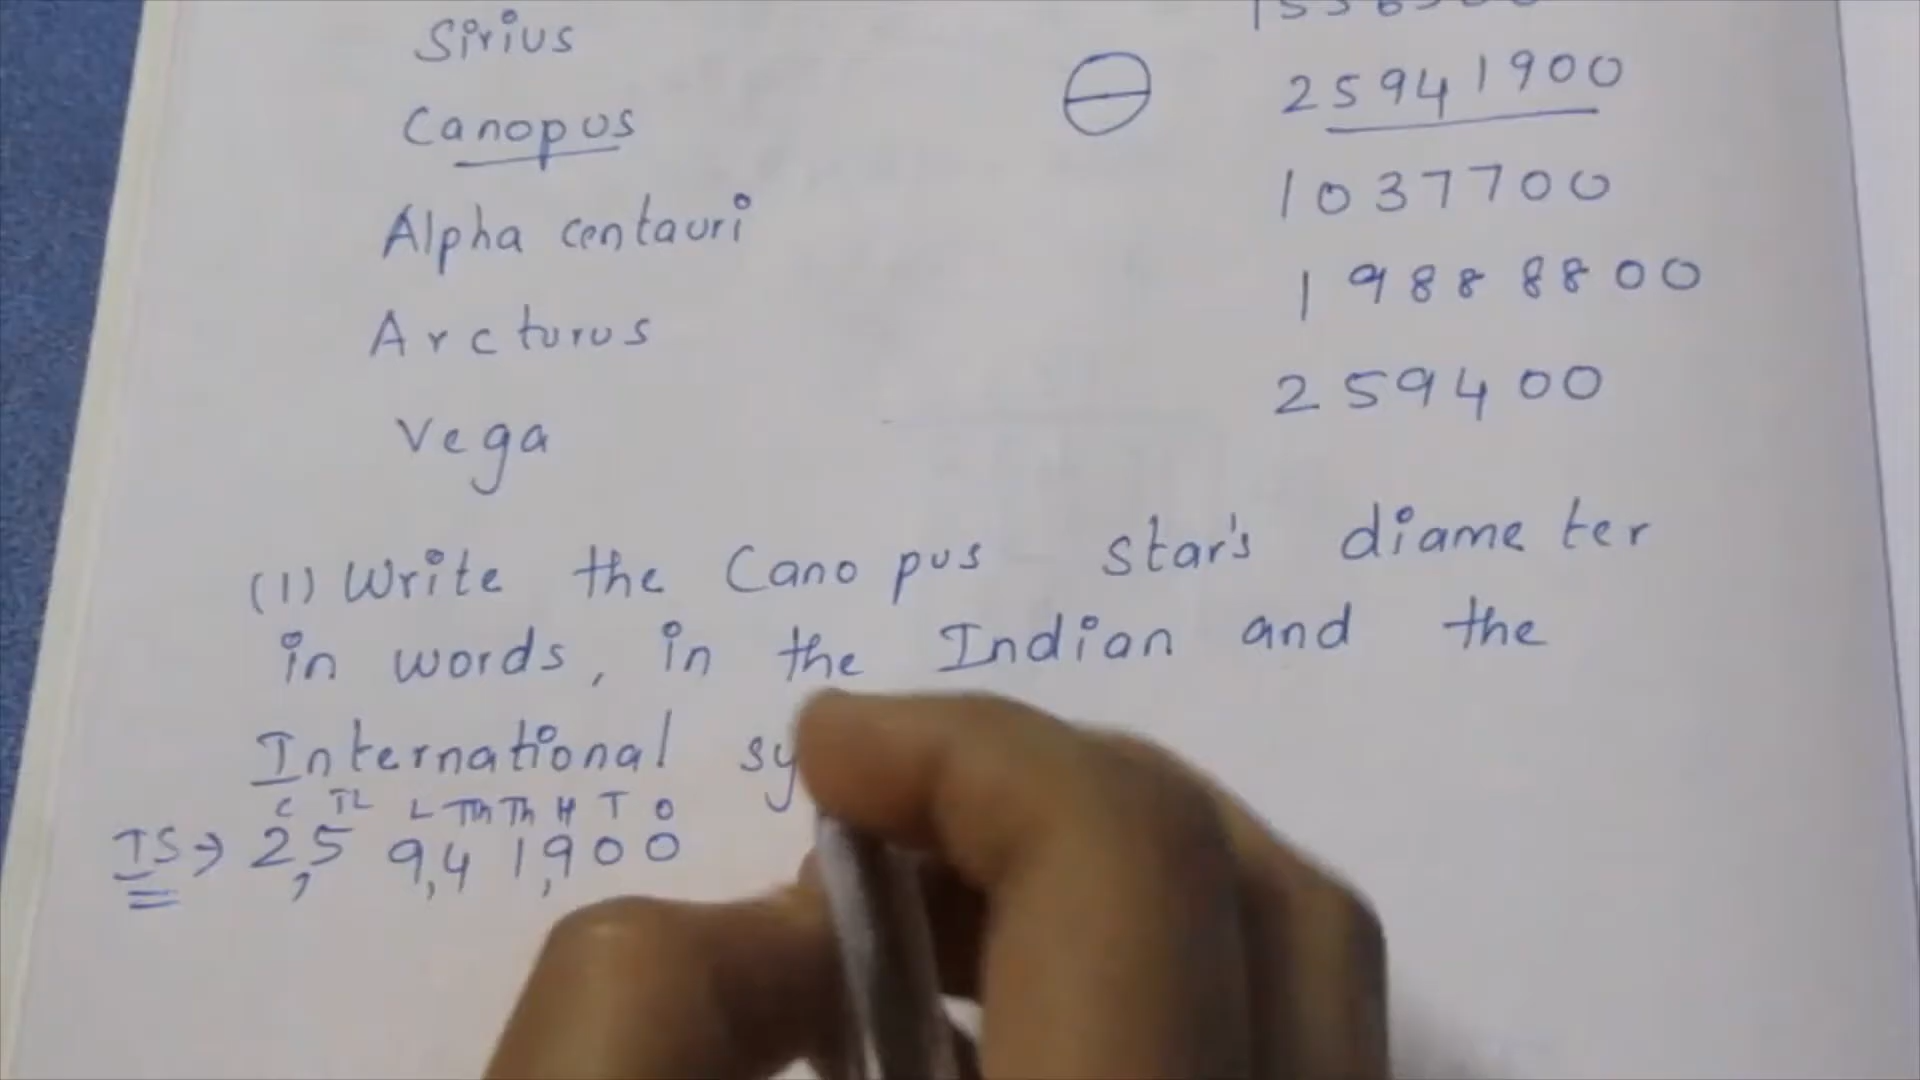 Sirius
Canopus 25941900
Alpha centauri 1037700
Arcturus 19888800
Vega 259400
(1) Write the Canopus star's diameter
in words, in the Indian and the
International
C TL L TTh Th H T O
IS → 2,5 9,4 1,900